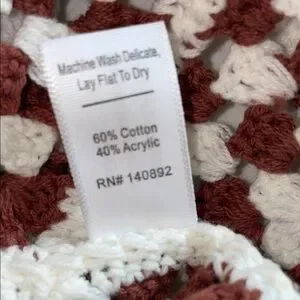 Machine Wash Delicate,
Lay Flat To Dry
60% Cotton
40% Acrylic
RN# 140892